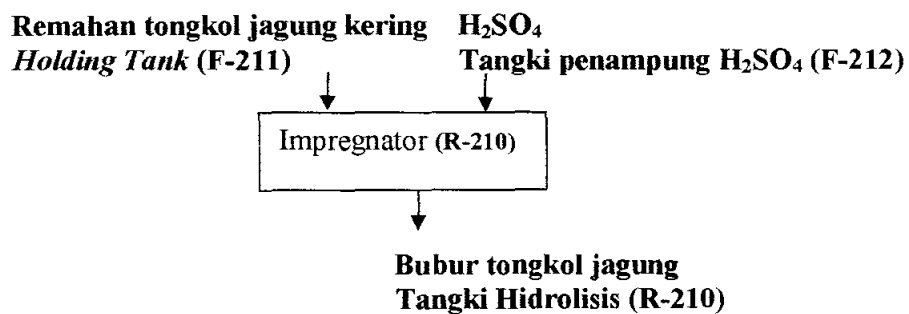 Remahan tongkol jagung kering H₂SO₄
Holding Tank (F-211) Tangki penampung H₂SO₄ (F-212)
Impregnator (R-210)
Bubur tongkol jagung
Tangki Hidrolisis (R-210)